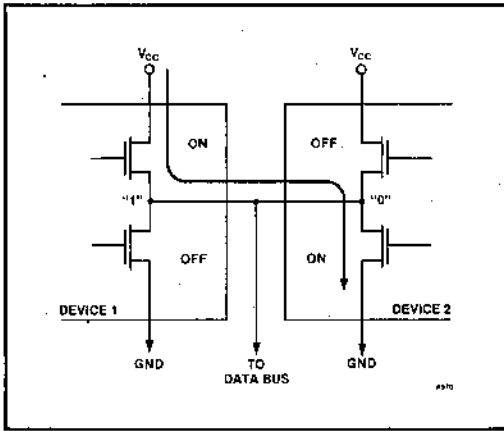 VCC VCC
ON OFF
"1" "0"
OFF ON
DEVICE 1 DEVICE 2
GND TO DATA BUS GND